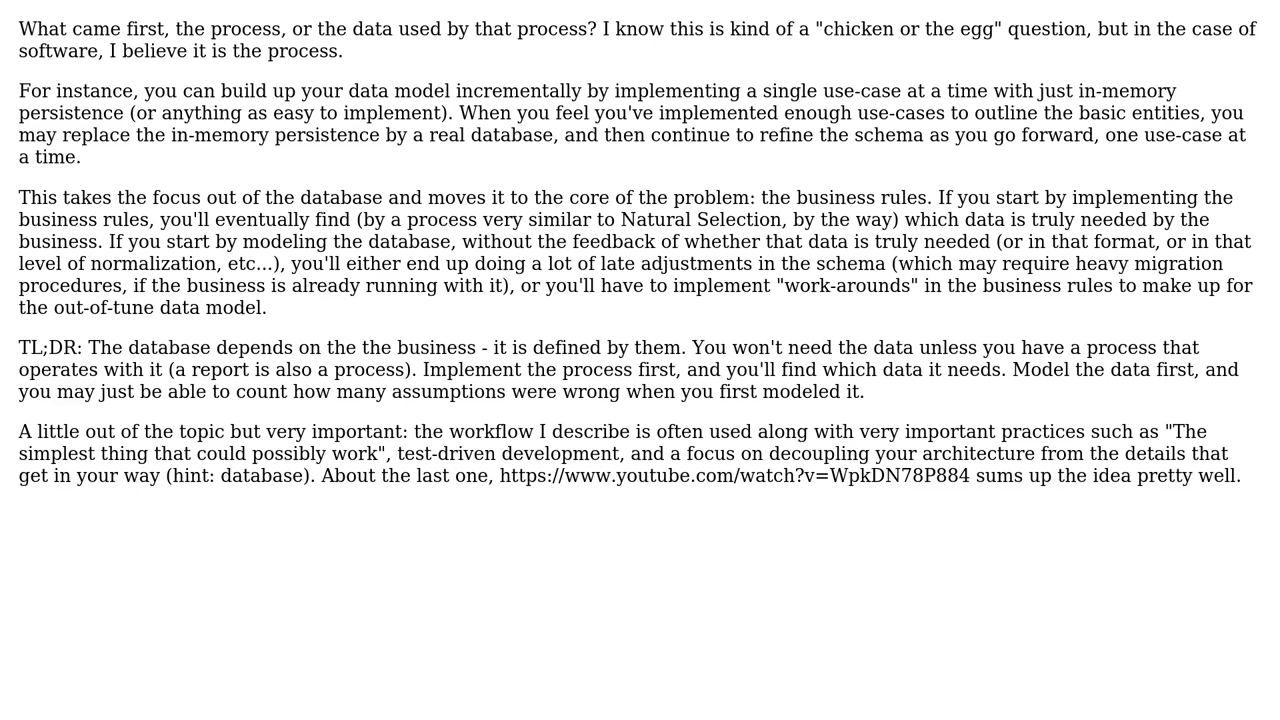 What came first, the process, or the data used by that process? I know this is kind of a "chicken or the egg" question, but in the case of
software, I believe it is the process.
For instance, you can build up your data model incrementally by implementing a single use-case at a time with just in-memory
persistence (or anything as easy to implement). When you feel you've implemented enough use-cases to outline the basic entities, you
may replace the in-memory persistence by a real database, and then continue to refine the schema as you go forward, one use-case at
a time.
This takes the focus out of the database and moves it to the core of the problem: the business rules. If you start by implementing the
business rules, you'll eventually find (by a process very similar to Natural Selection, by the way) which data is truly needed by the
business. If you start by modeling the database, without the feedback of whether that data is truly needed (or in that format, or in that
level of normalization, etc...), you'll either end up doing a lot of late adjustments in the schema (which may require heavy migration
procedures, if the business is already running with it), or you'll have to implement "work-arounds" in the business rules to make up for
the out-of-tune data model.
TL;DR: The database depends on the the business - it is defined by them. You won't need the data unless you have a process that
operates with it (a report is also a process). Implement the process first, and you'll find which data it needs. Model the data first, and
you may just be able to count how many assumptions were wrong when you first modeled it.
A little out of the topic but very important: the workflow I describe is often used along with very important practices such as "The
simplest thing that could possibly work", test-driven development, and a focus on decoupling your architecture from the details that
get in your way (hint: database). About the last one, https://www.youtube.com/watch?v=WpkDN78P884 sums up the idea pretty well.